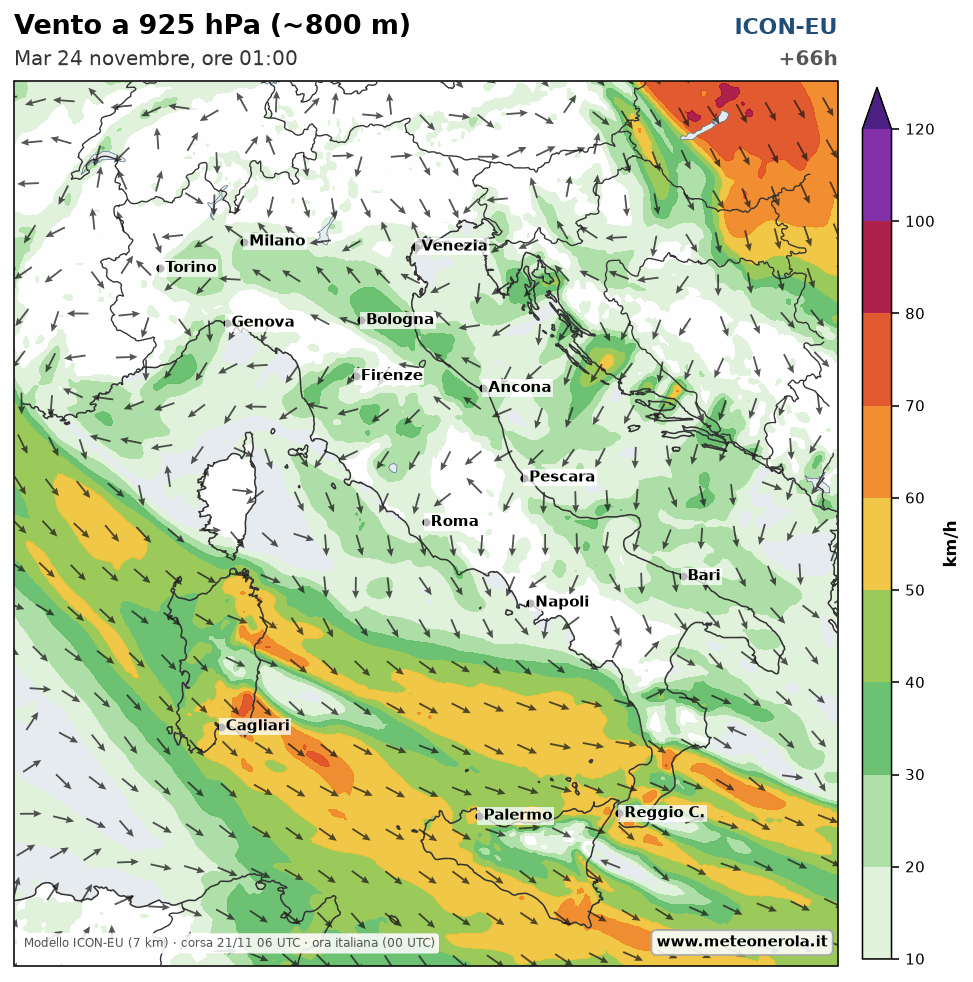 Vento a 925 hPa (~800 m)
ICON-EU
Mar 24 novembre, ore 01:00
+66h
120
100
80
70
60
50
40
30
20
10
km/h
Milano
Venezia
Torino
Genova
Bologna
Firenze
Ancona
Pescara
Roma
Bari
Napoli
Cagliari
Palermo
Reggio C.
Modello ICON-EU (7 km) · corsa 21/11 06 UTC · ora italiana (00 UTC)
www.meteonerola.it